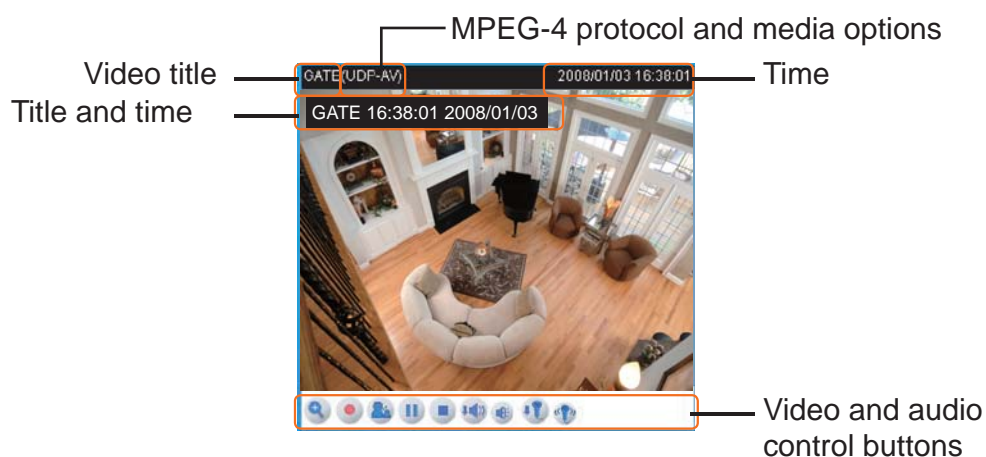 MPEG-4 protocol and media options
Video title
GATE(UDP-AV)
2008/01/03 16:38:01
Time
Title and time
GATE 16:38:01 2008/01/03
Video and audio
control buttons